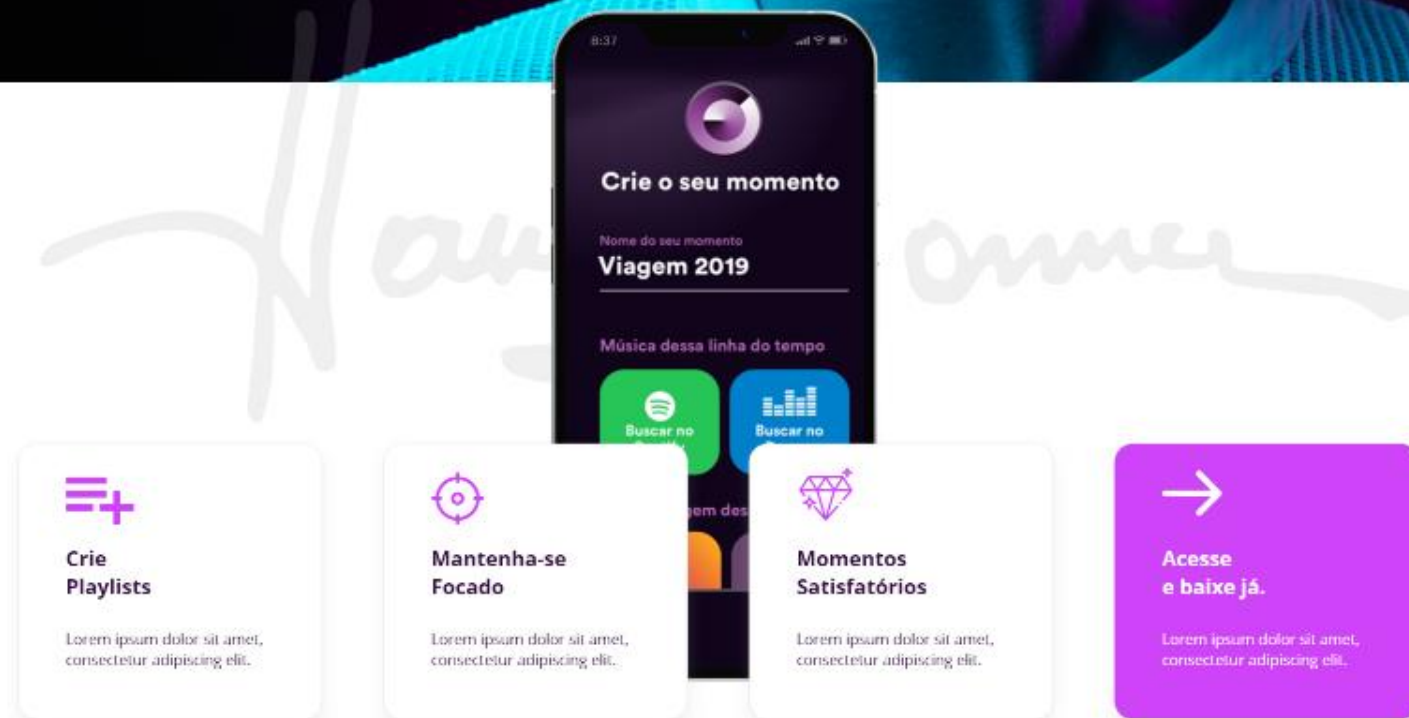 8:37
Crie o seu momento
Nome do seu momento
Viagem 2019
Música dessa linha do tempo
Buscar no
Buscar no
Crie
Playlists
Lorem ipsum dolor sit amet,
consectetur adipiscing elit.
Mantenha-se
Focado
Lorem ipsum dolor sit amet,
consectetur adipiscing elit.
Momentos
Satisfatórios
Lorem ipsum dolor sit amet,
consectetur adipiscing elit.
Acesse
e baixe já.
Lorem ipsum dolor sit amet,
consectetur adipiscing elit.